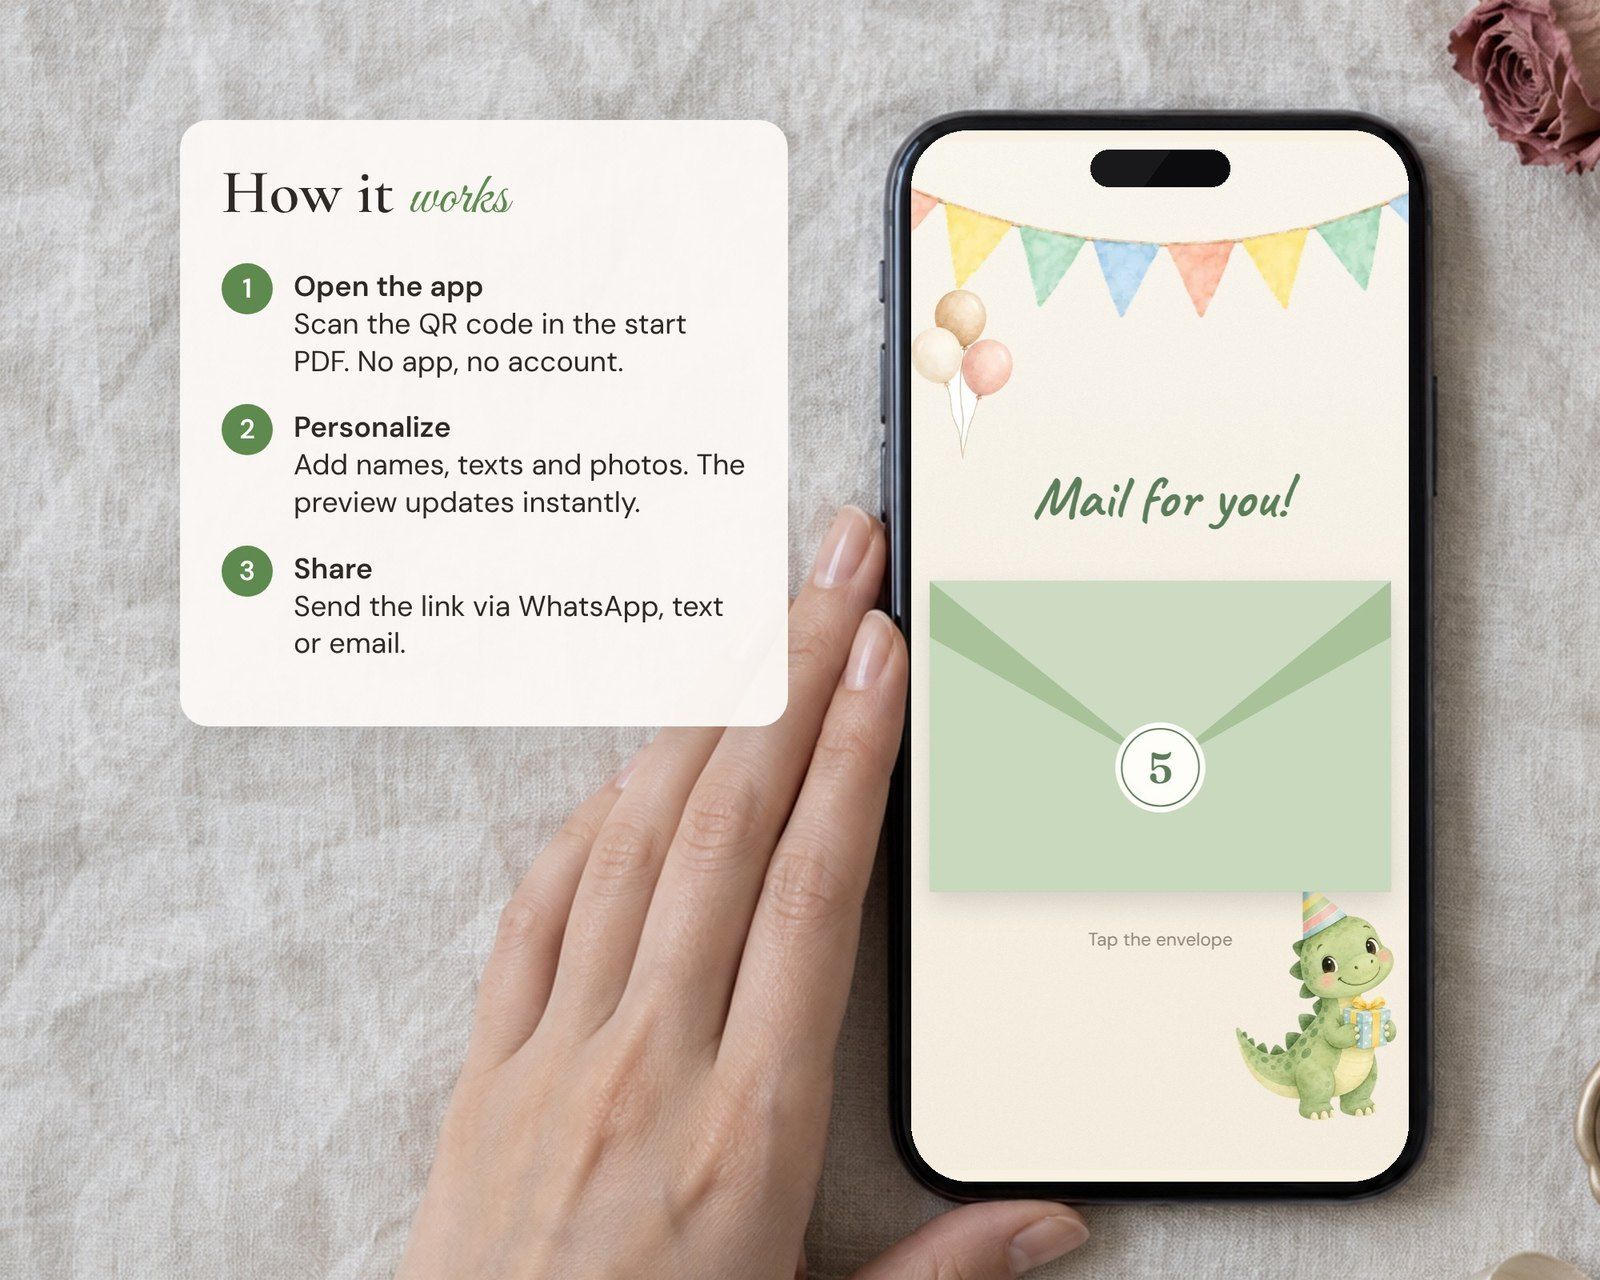 How it works
1
Open the app
Scan the QR code in the start
PDF. No app, no account.
2
Personalize
Add names, texts and photos. The
preview updates instantly.
3
Share
Send the link via WhatsApp, text
or email.
Mail for you!
5
Tap the envelope